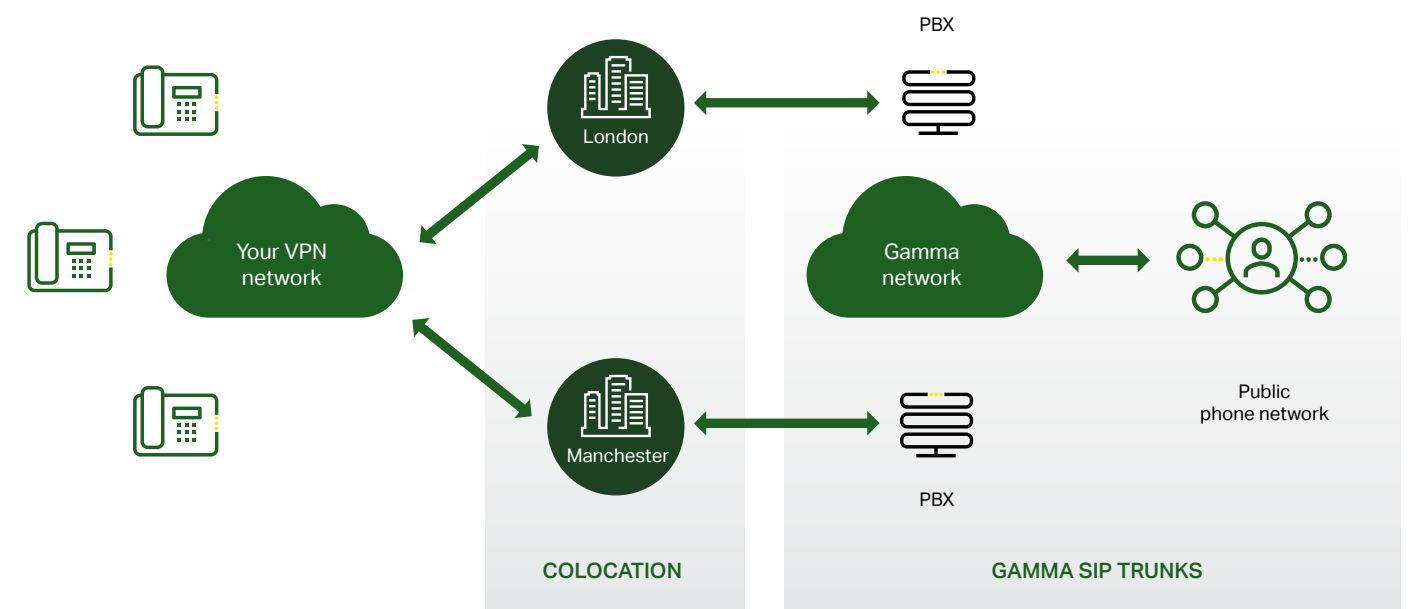 PBX
London
Your VPN
network
Gamma
network
Public
phone network
Manchester
PBX
COLOCATION
GAMMA SIP TRUNKS